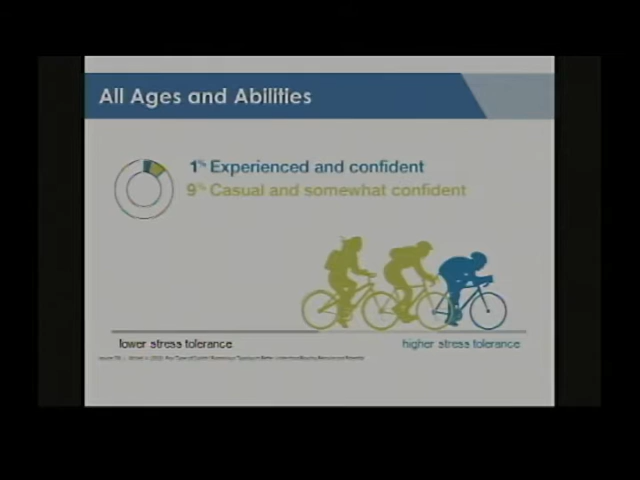 All Ages and Abilities
1% Experienced and confident
9% Casual and somewhat confident
lower stress tolerance
higher stress tolerance